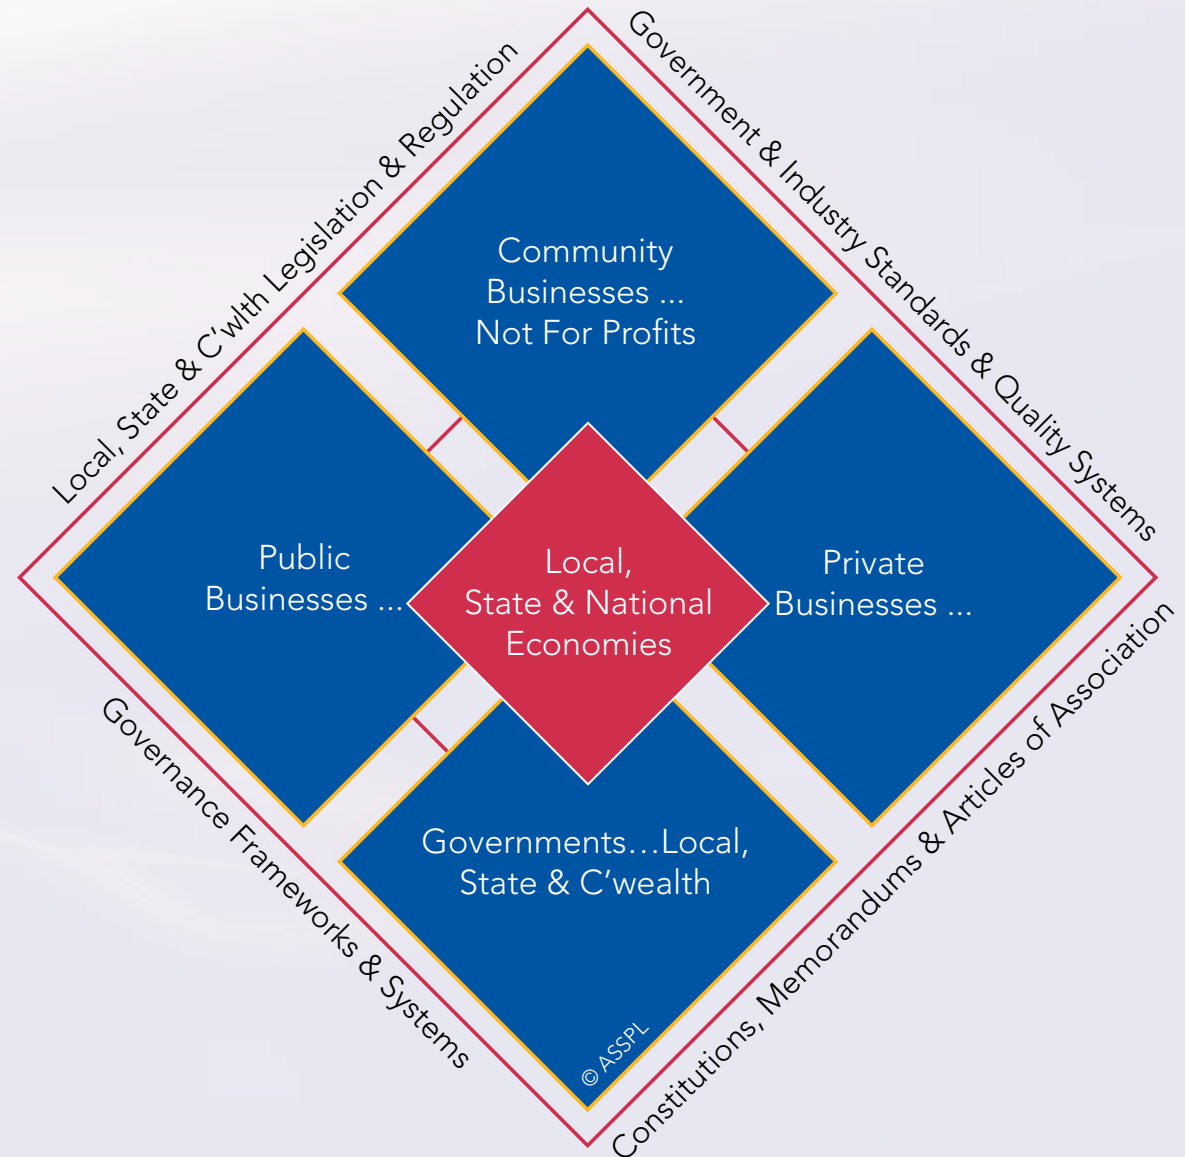 Local, State & C'wlth Legislation & Regulation
Government & Industry Standards & Quality Systems
Community
Businesses ...
Not For Profits
Public
Businesses ...
Local,
State & National
Economies
Private
Businesses ...
Governments…Local,
State & C’wealth
Governance Frameworks & Systems
Constitutions, Memorandums & Articles of Association
© ASSPL